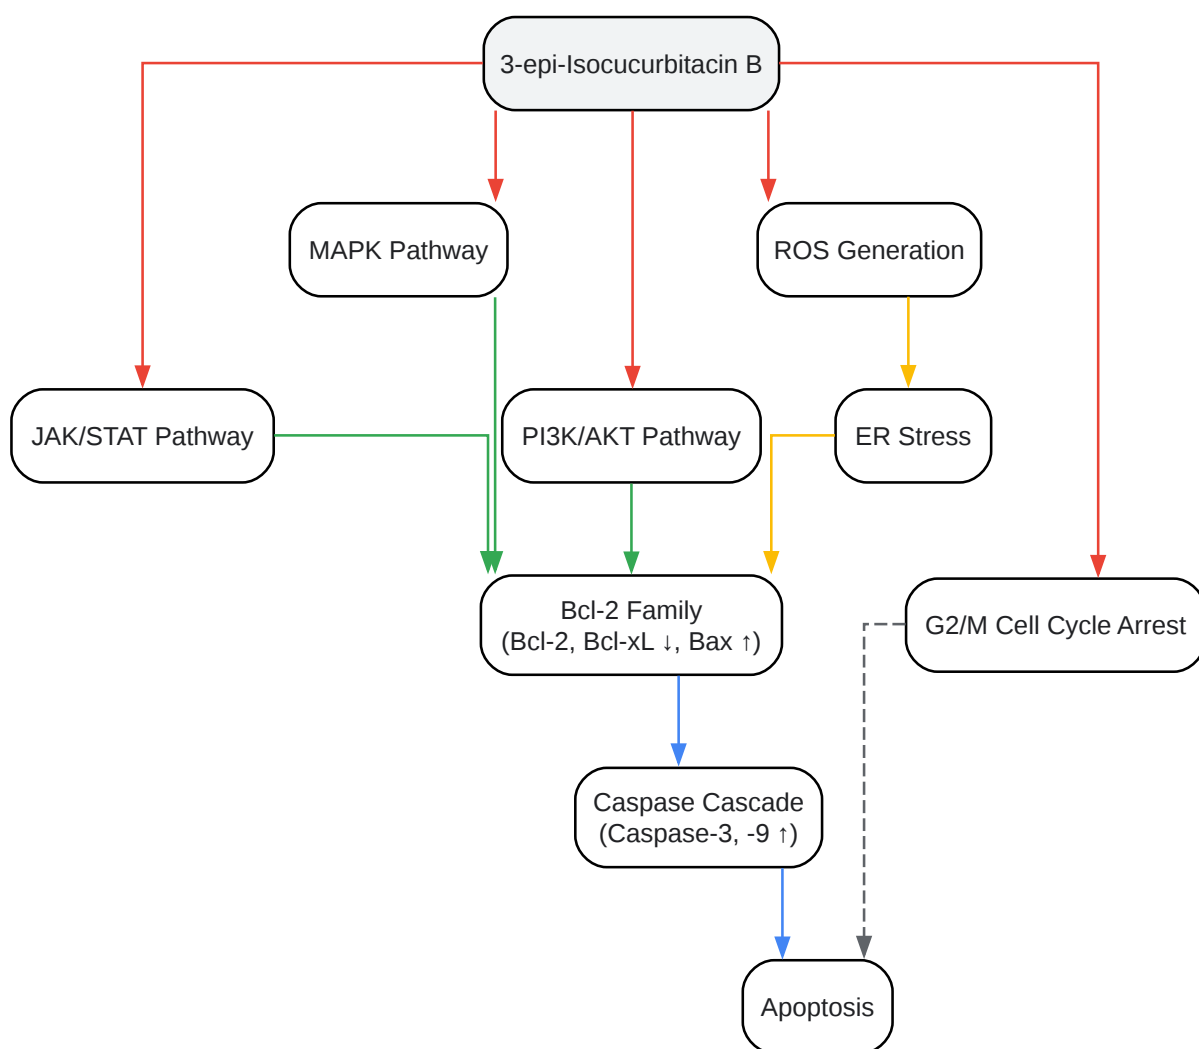 3-epi-Isocucurbitacin B
MAPK Pathway
ROS Generation
JAK/STAT Pathway
PI3K/AKT Pathway
ER Stress
Bcl-2 Family
(Bcl-2, Bcl-xL ↓, Bax ↑)
G2/M Cell Cycle Arrest
Caspase Cascade
(Caspase-3, -9 ↑)
Apoptosis